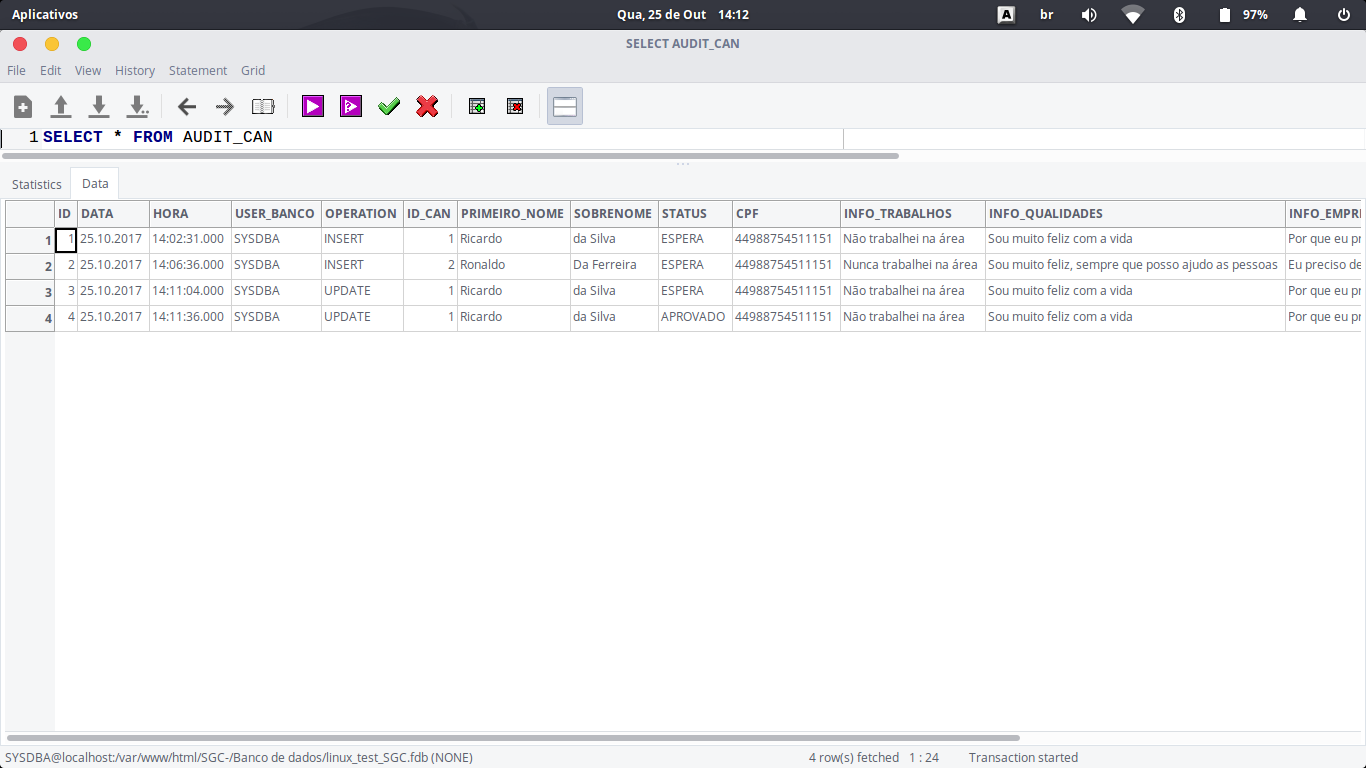 Aplicativos Qua, 25 de Out 14:12 A br 97%
SELECT AUDIT_CAN
File Edit View History Statement Grid
1 SELECT * FROM AUDIT_CAN
Statistics Data
ID DATA HORA USER_BANCO OPERATION ID_CAN PRIMEIRO_NOME SOBRENOME STATUS CPF INFO_TRABALHOS INFO_QUALIDADES INFO_EMPRI
1 1 25.10.2017 14:02:31.000 SYSDBA INSERT 1 Ricardo da Silva ESPERA 44988754511151 Não trabalhei na área Sou muito feliz com a vida Por que eu pr
2 2 25.10.2017 14:06:36.000 SYSDBA INSERT 2 Ronaldo Da Ferreira ESPERA 44988754511151 Nunca trabalhei na área Sou muito feliz, sempre que posso ajudo as pessoas Eu preciso de
3 3 25.10.2017 14:11:04.000 SYSDBA UPDATE 1 Ricardo da Silva ESPERA 44988754511151 Não trabalhei na área Sou muito feliz com a vida Por que eu pr
4 4 25.10.2017 14:11:36.000 SYSDBA UPDATE 1 Ricardo da Silva APROVADO 44988754511151 Não trabalhei na área Sou muito feliz com a vida Por que eu pr
SYSDBA@localhost:/var/www/html/SGC-/Banco de dados/linux_test_SGC.fdb (NONE) 4 row(s) fetched 1 : 24 Transaction started